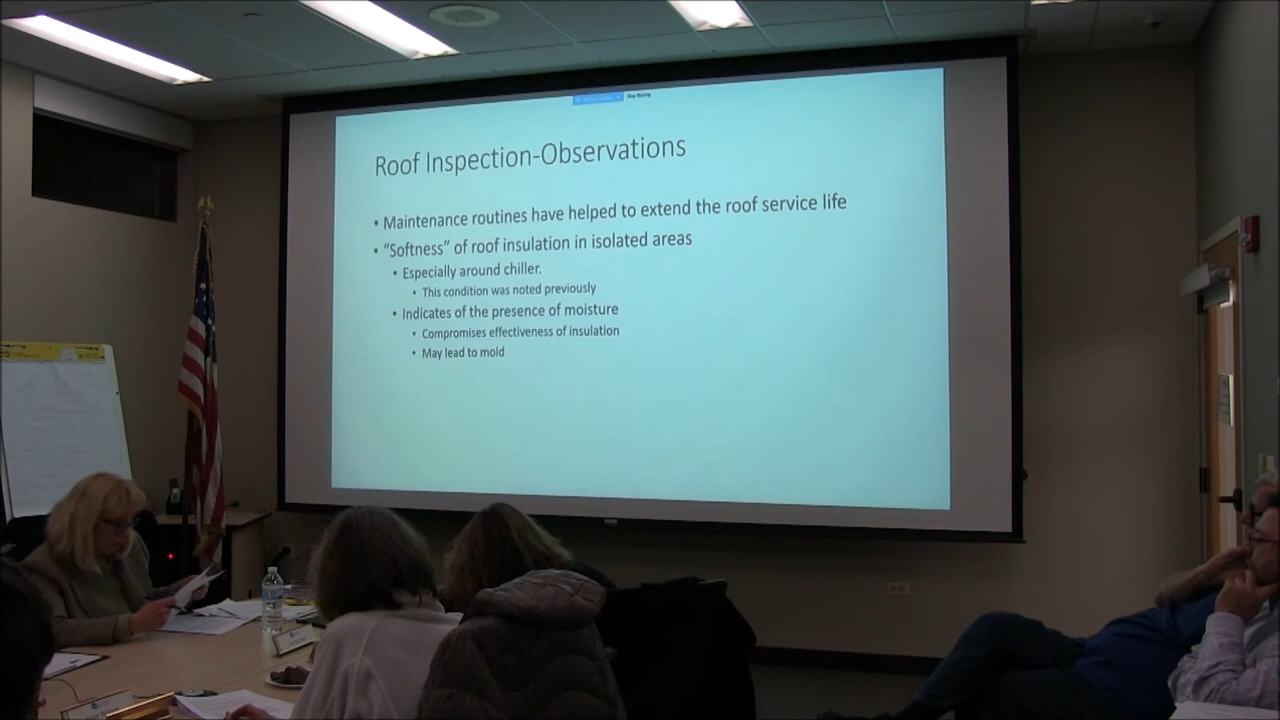 Stop Sharing
Roof Inspection-Observations
• Maintenance routines have helped to extend the roof service life
• “Softness” of roof insulation in isolated areas
• Especially around chiller.
• This condition was noted previously
• Indicates of the presence of moisture
• Compromises effectiveness of insulation
• May lead to mold